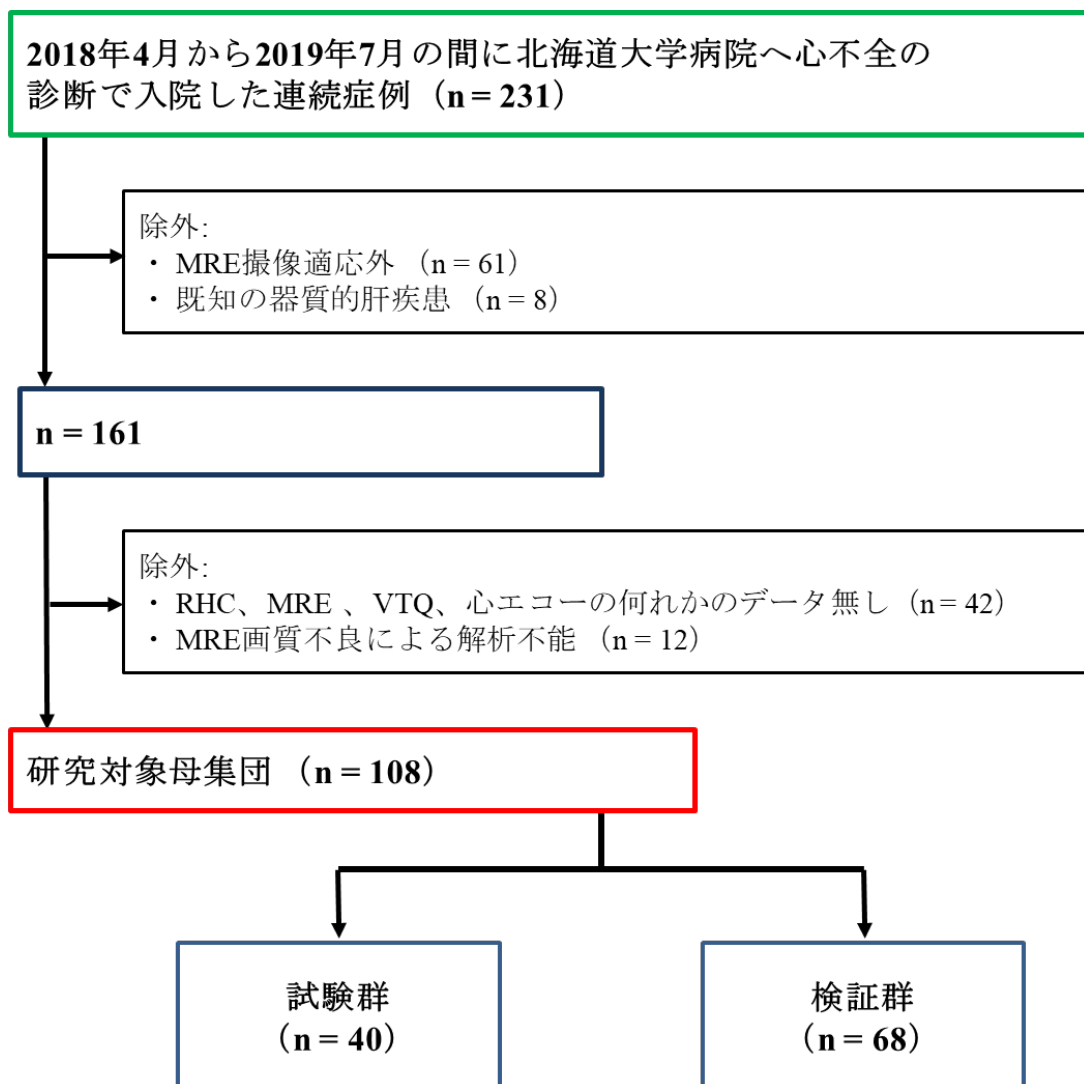 2018年4月から2019年7月の間に北海道大学病院へ心不全の
診断で入院した連続症例（n = 231）
除外:
・ MRE撮像適応外 （n = 61）
・ 既知の器質的肝疾患 （n = 8）
n = 161
除外:
・ RHC、MRE 、VTQ、心エコーの何れかのデータ無し（n = 42）
・ MRE画質不良による解析不能 （n = 12）
研究対象母集団 （n = 108）
試験群
（n = 40）
検証群
（n = 68）